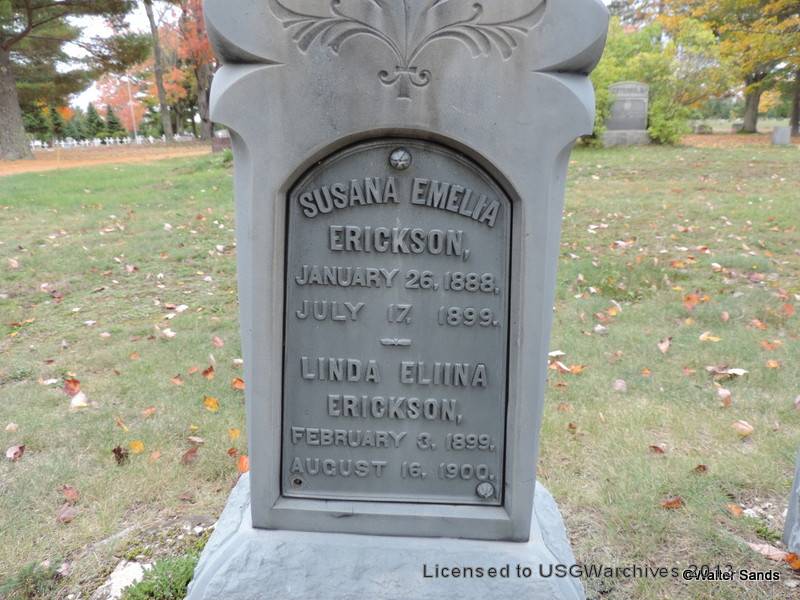 SUSANA EMELIA
ERICKSON,
JANUARY 26, 1888,
JULY 17, 1899.
LINDA ELIINA
ERICKSON,
FEBRUARY 3, 1899,
AUGUST 16, 1900.
Licensed to USGWarchives 2013
©Walter Sands